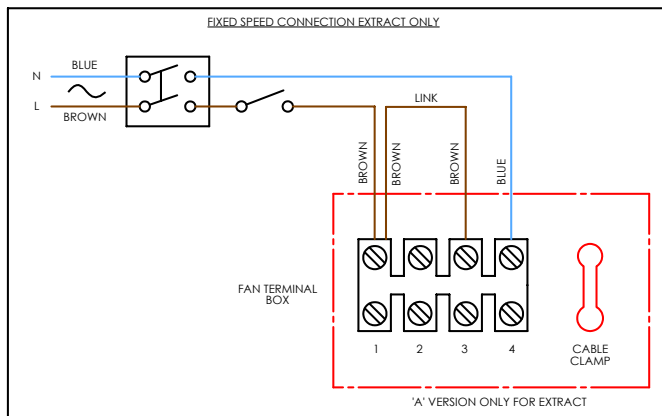 FIXED SPEED CONNECTION EXTRACT ONLY
BLUE
N
L
BROWN
LINK
BROWN
BROWN
BROWN
BLUE
FAN TERMINAL
BOX
1 2 3 4
CABLE
CLAMP
'A' VERSION ONLY FOR EXTRACT